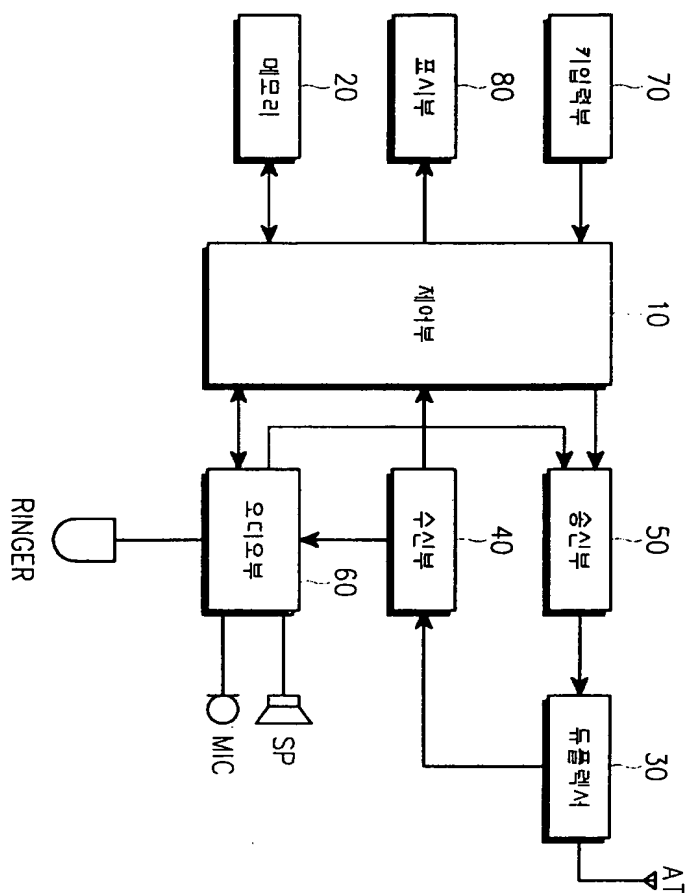 AT
70
10
50
30
키입력부
송신부
듀플렉서
80
40
표시부
제어부
수신부
20
60
메모리
오디오부
SP
MIC
RINGER